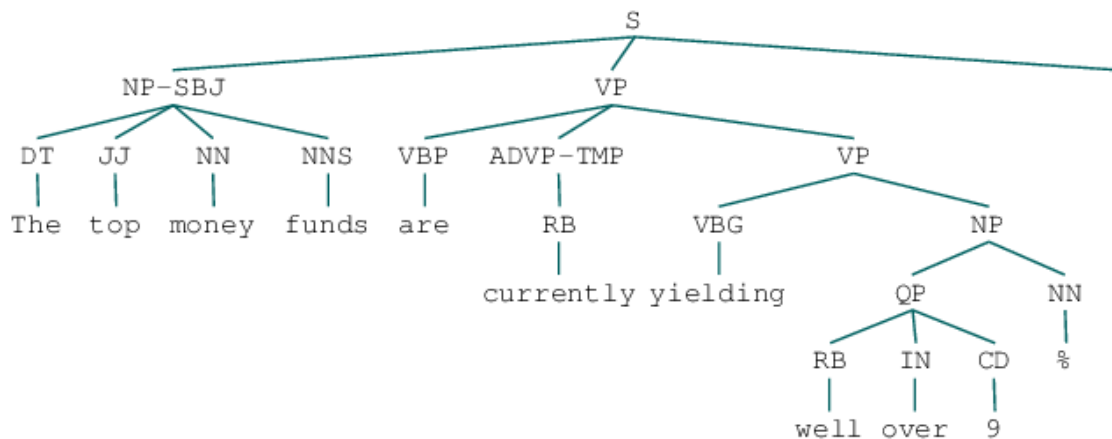 S
NP-SBJ VP
DT JJ NN NNS VBP ADVP-TMP VP
The top money funds are RB VBG NP
currently yielding QP NN
RB IN CD %
well over 9